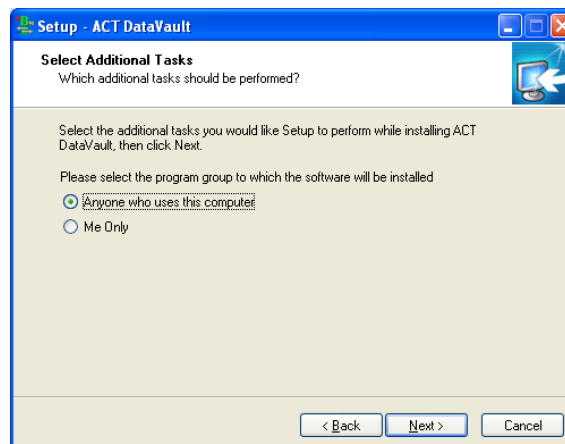 Setup - ACT DataVault
Select Additional Tasks
Which additional tasks should be performed?
Select the additional tasks you would like Setup to perform while installing ACT
DataVault, then click Next.
Please select the program group to which the software will be installed
Anyone who uses this computer
Me Only
< Back
Next >
Cancel